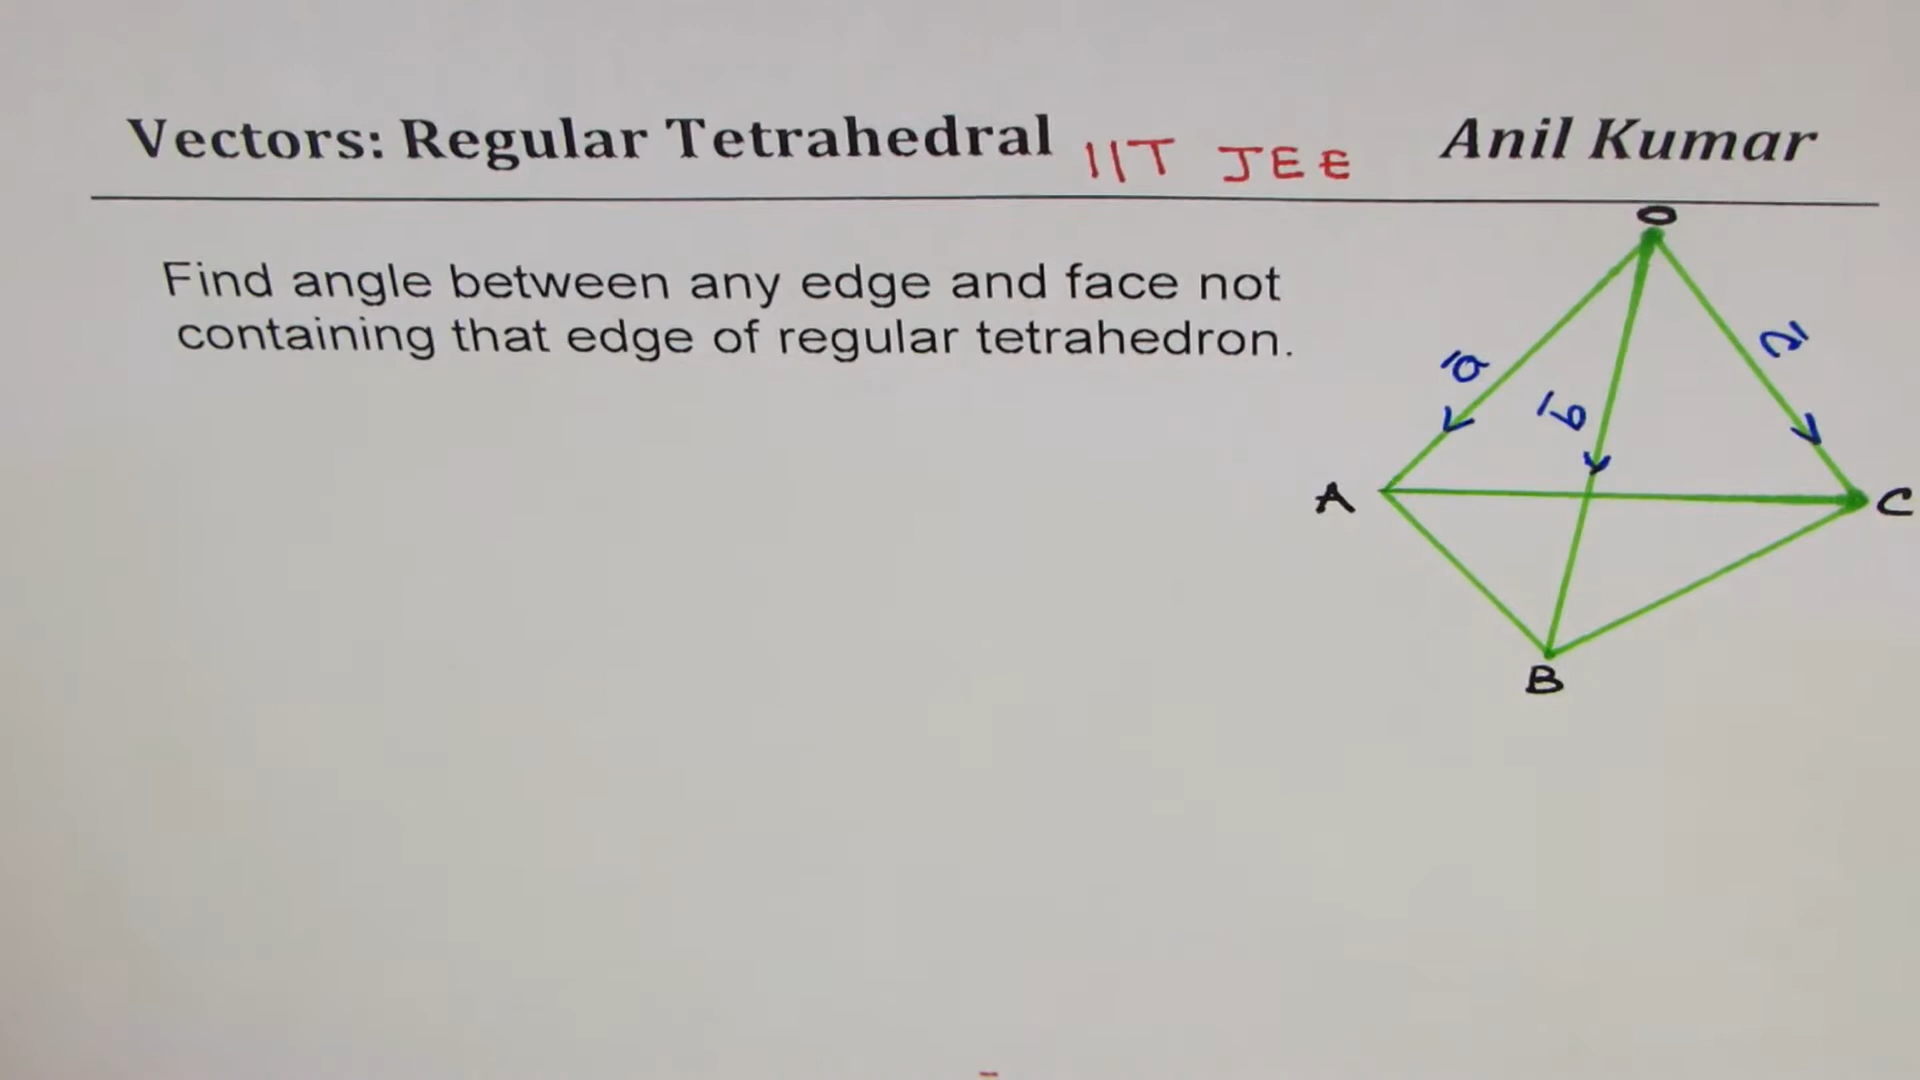 Vectors: Regular Tetrahedral IIT JEE Anil Kumar
Find angle between any edge and face not
containing that edge of regular tetrahedron.
O
a
b
c
A
C
B